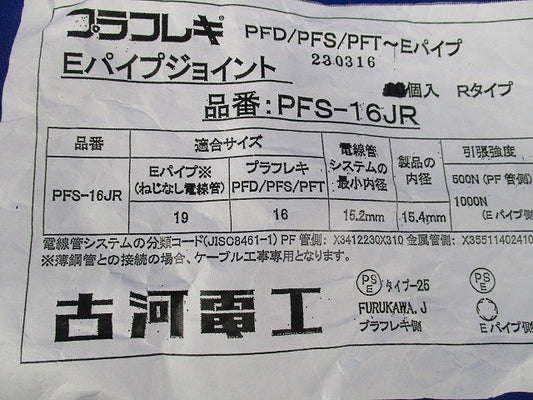 プラフレキ PFD/PFS/PFT～Eパイプ
230316
Eパイプジョイント
個入 Rタイプ
品番:PFS-16JR
品番 適合サイズ 電線管システムの最小内径 製品の内径 引張強度
Eパイプ※(ねじなし電線管) プラフレキ PFD/PFS/PFT
PFS-16JR 19 16 15.2mm 15.4mm 500N(PF管側) 1000N (Eパイプ側
電線管システムの分類コード(JISC8461-1) PF管側: X3412230X310 金属管側: X35511402410
※薄鋼管との接続の場合、ケーブル工事専用となります。
古河電工
PSE タイプ-25
FURUKAWA.J
プラフレキ側
PSE
Eパイプ側